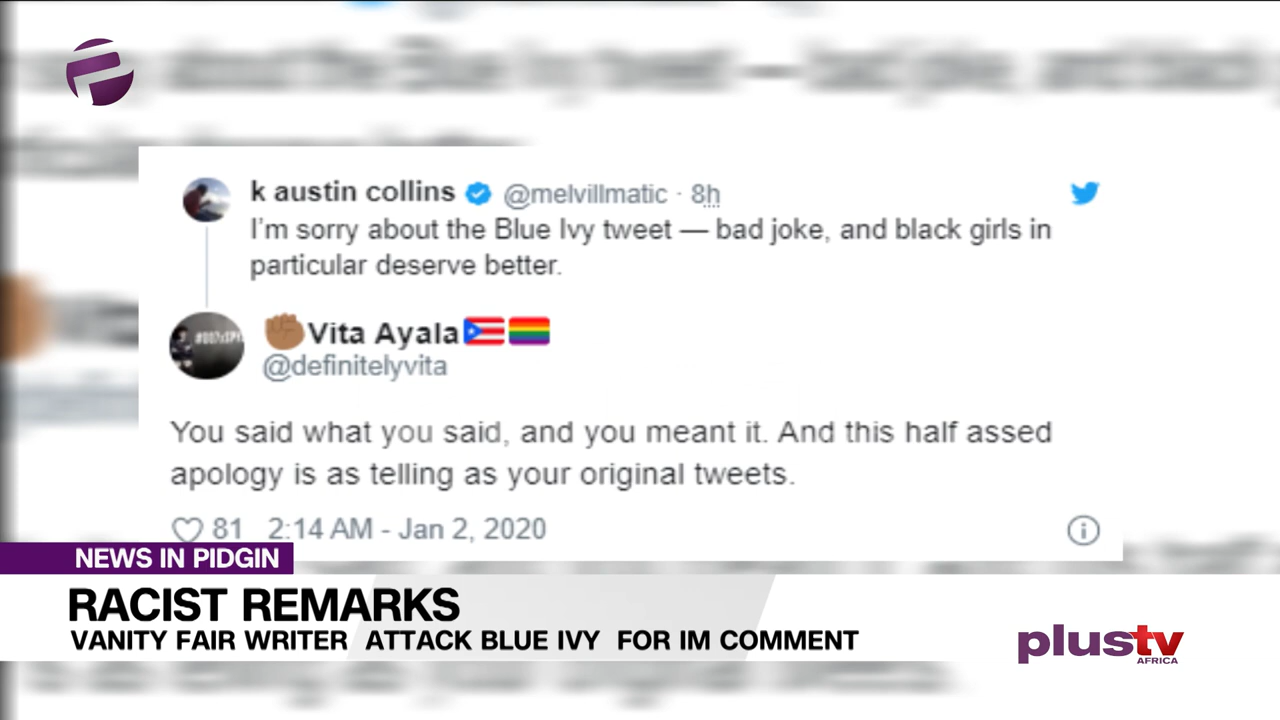 k austin collins @melvillmatic · 8h
I'm sorry about the Blue Ivy tweet — bad joke, and black girls in
particular deserve better.
Vita Ayala
@definitelyvita
You said what you said, and you meant it. And this half assed
apology is as telling as your original tweets.
81 2:14 AM - Jan 2, 2020
NEWS IN PIDGIN
RACIST REMARKS
VANITY FAIR WRITER ATTACK BLUE IVY FOR IM COMMENT
plustv
AFRICA